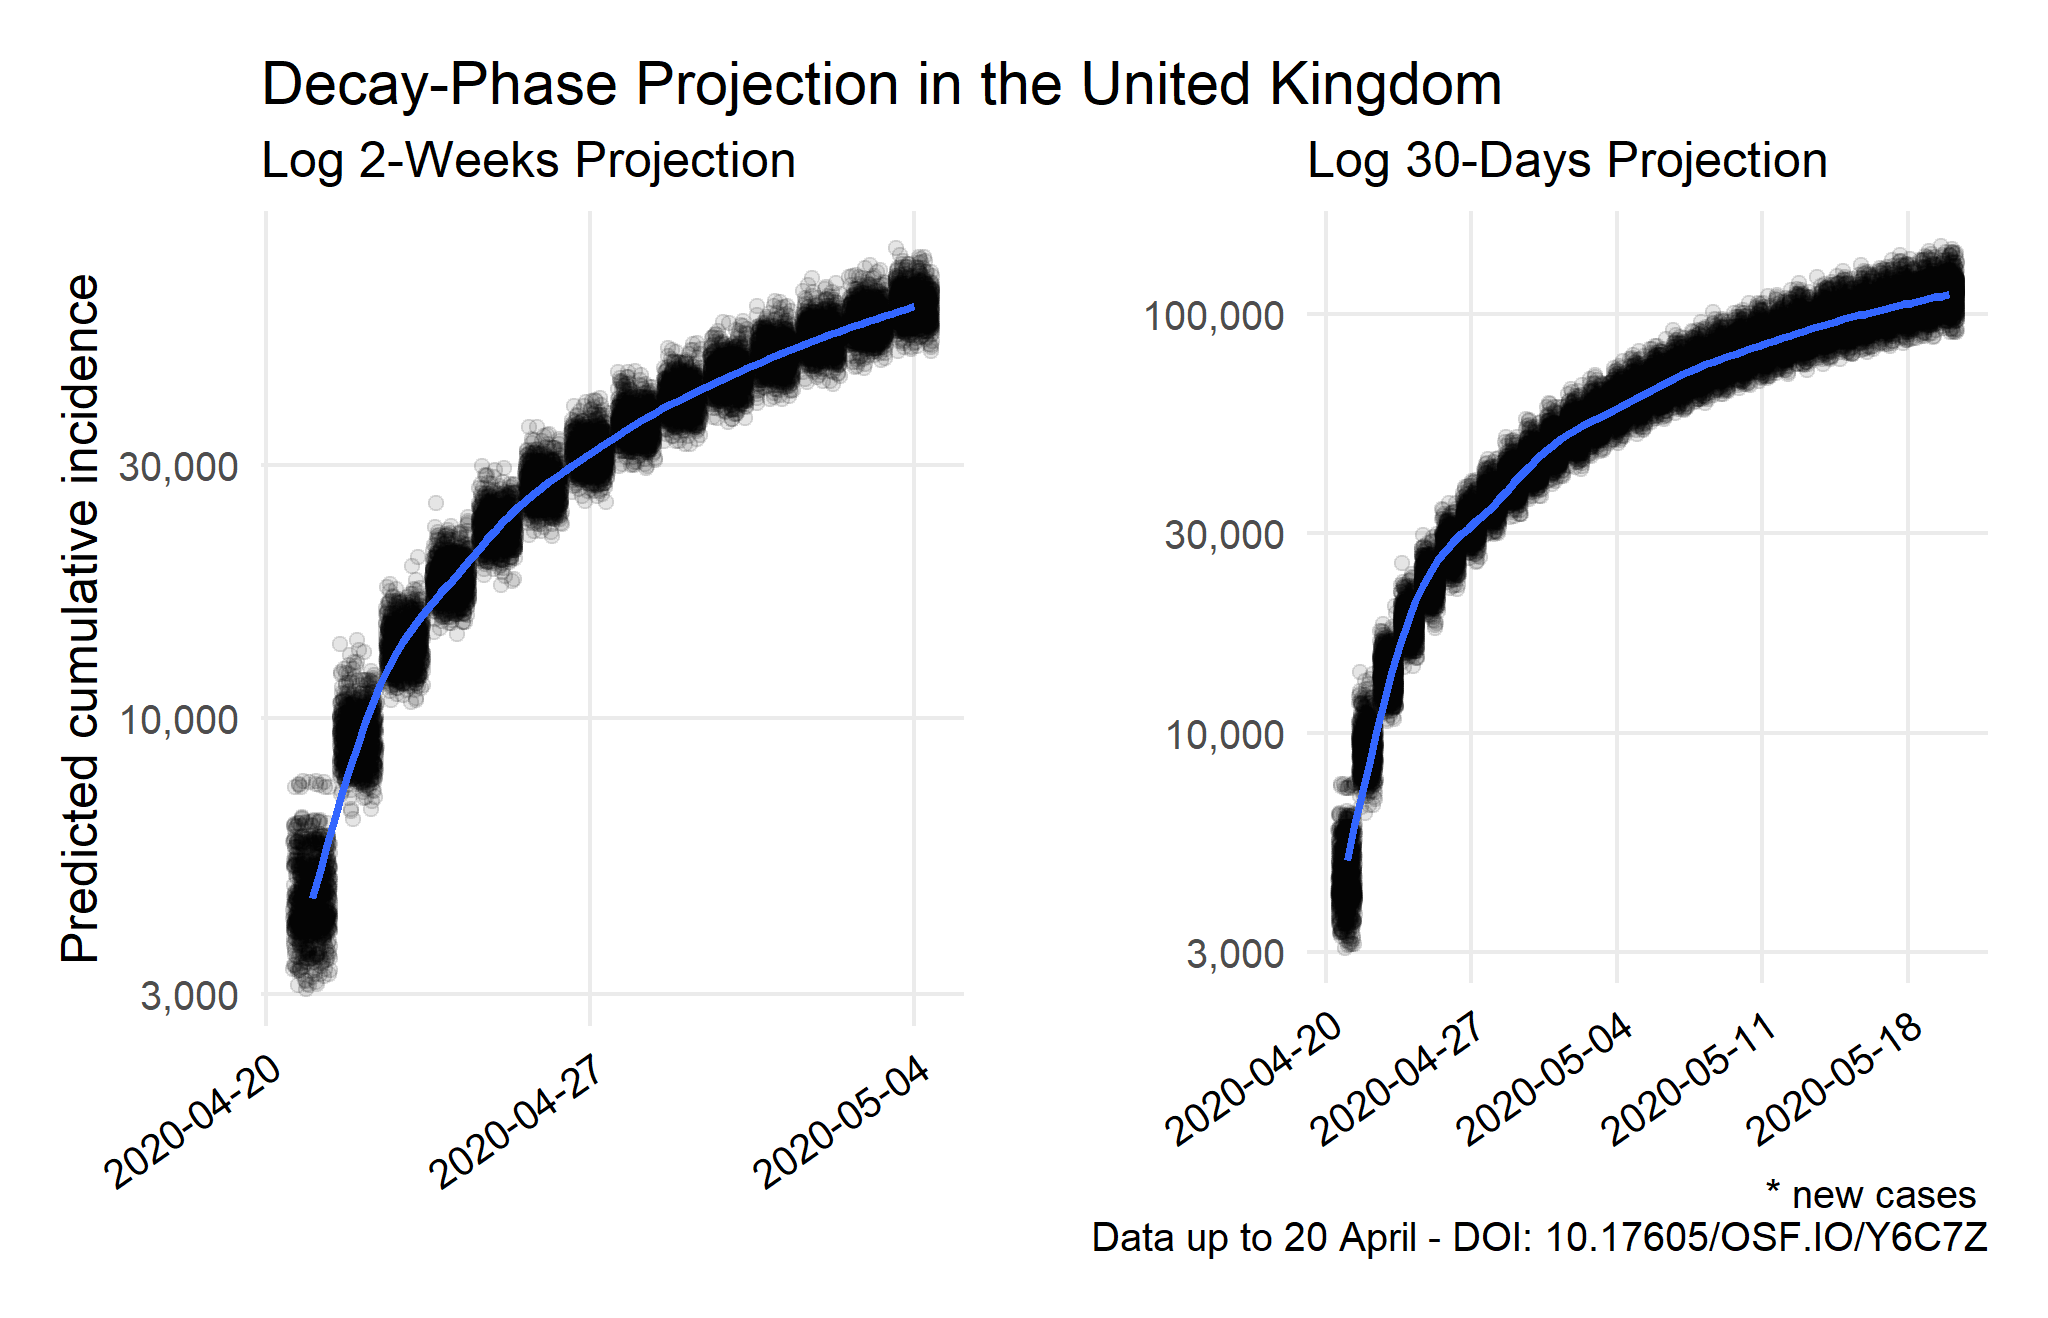 Decay-Phase Projection in the United Kingdom
Log 2-Weeks Projection
Predicted cumulative incidence
30,000
10,000
3,000
2020-04-20
2020-04-27
2020-05-04
Log 30-Days Projection
100,000
30,000
10,000
3,000
2020-04-20
2020-04-27
2020-05-04
2020-05-11
2020-05-18
* new cases
Data up to 20 April - DOI: 10.17605/OSF.IO/Y6C7Z